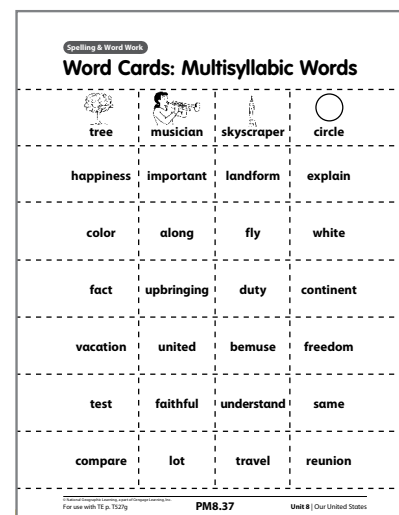 Spelling & Word Work
Word Cards: Multisyllabic Words
tree musician skyscraper circle
happiness important landform explain
color along fly white
fact upbringing duty continent
vacation united bemuse freedom
test faithful understand same
compare lot travel reunion
© National Geographic Learning, a part of Cengage Learning, Inc.
For use with TE p. T527g PM8.37 Unit 8 | Our United States